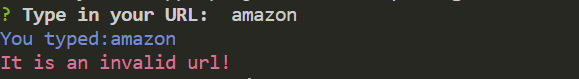 ? Type in your URL:  amazon
You typed:amazon
It is an invalid url!